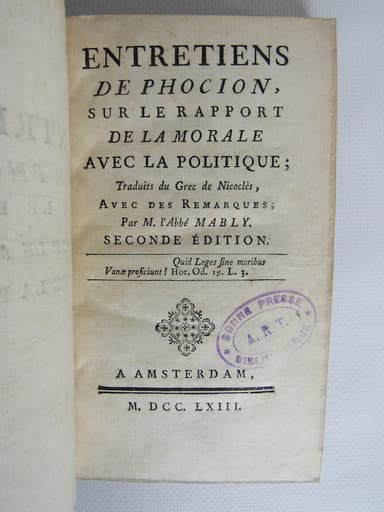 ENTRETIENS
DE PHOCION,
SUR LE RAPPORT
DE LA MORALE
AVEC LA POLITIQUE;
Traduits du Grec de Nicoclès,
AVEC DES REMARQUES;
Par M. l'Abbé MABLY.
SECONDE ÉDITION.
Quid Leges sine moribus
Vanæ proficiunt? Hor. Od. 19. L. 3.
BONNE PRESSE
A. R. T.
A AMSTERDAM,
M. DCC. LXIII.